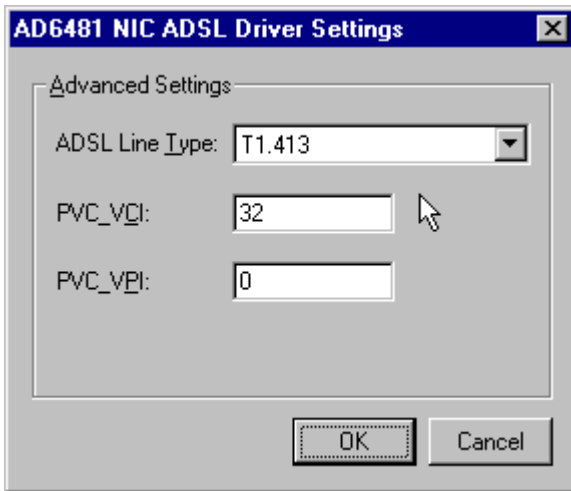 AD6481 NIC ADSL Driver Settings
Advanced Settings
ADSL Line Type: T1.413
PVC_VCI: 32
PVC_VPI: 0
OK Cancel